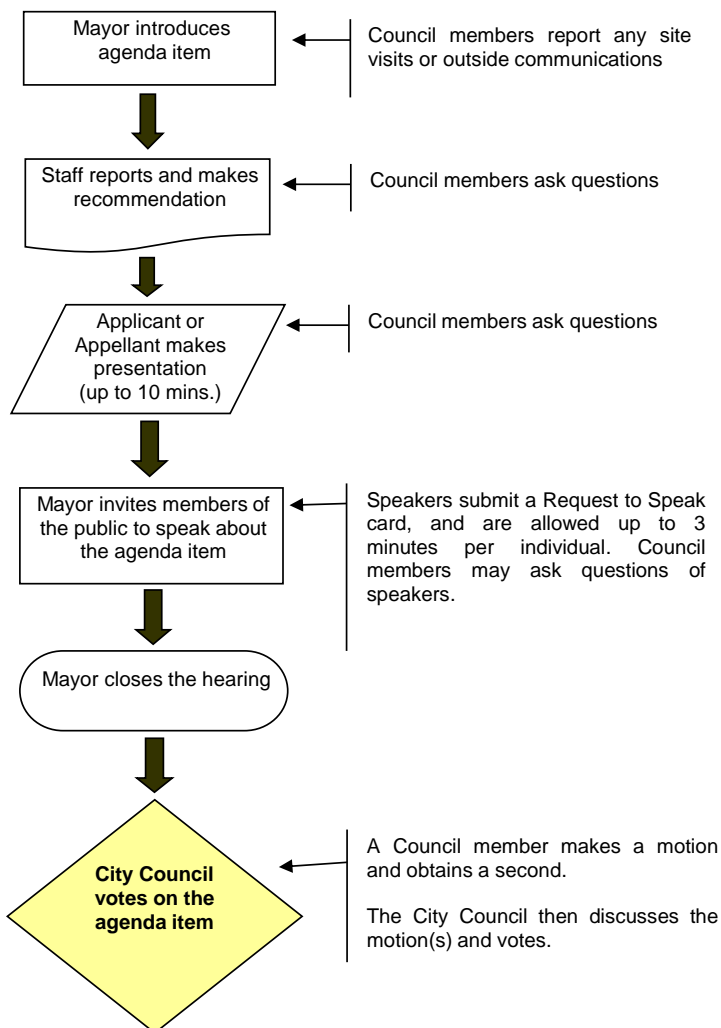 Mayor introduces
agenda item
Council members report any site
visits or outside communications
Staff reports and makes
recommendation
Council members ask questions
Applicant or
Appellant makes
presentation
(up to 10 mins.)
Council members ask questions
Mayor invites members of
the public to speak about
the agenda item
Speakers submit a Request to Speak
card, and are allowed up to 3
minutes per individual. Council
members may ask questions of
speakers.
Mayor closes the hearing
City Council
votes on the
agenda item
A Council member makes a motion
and obtains a second.
The City Council then discusses the
motion(s) and votes.